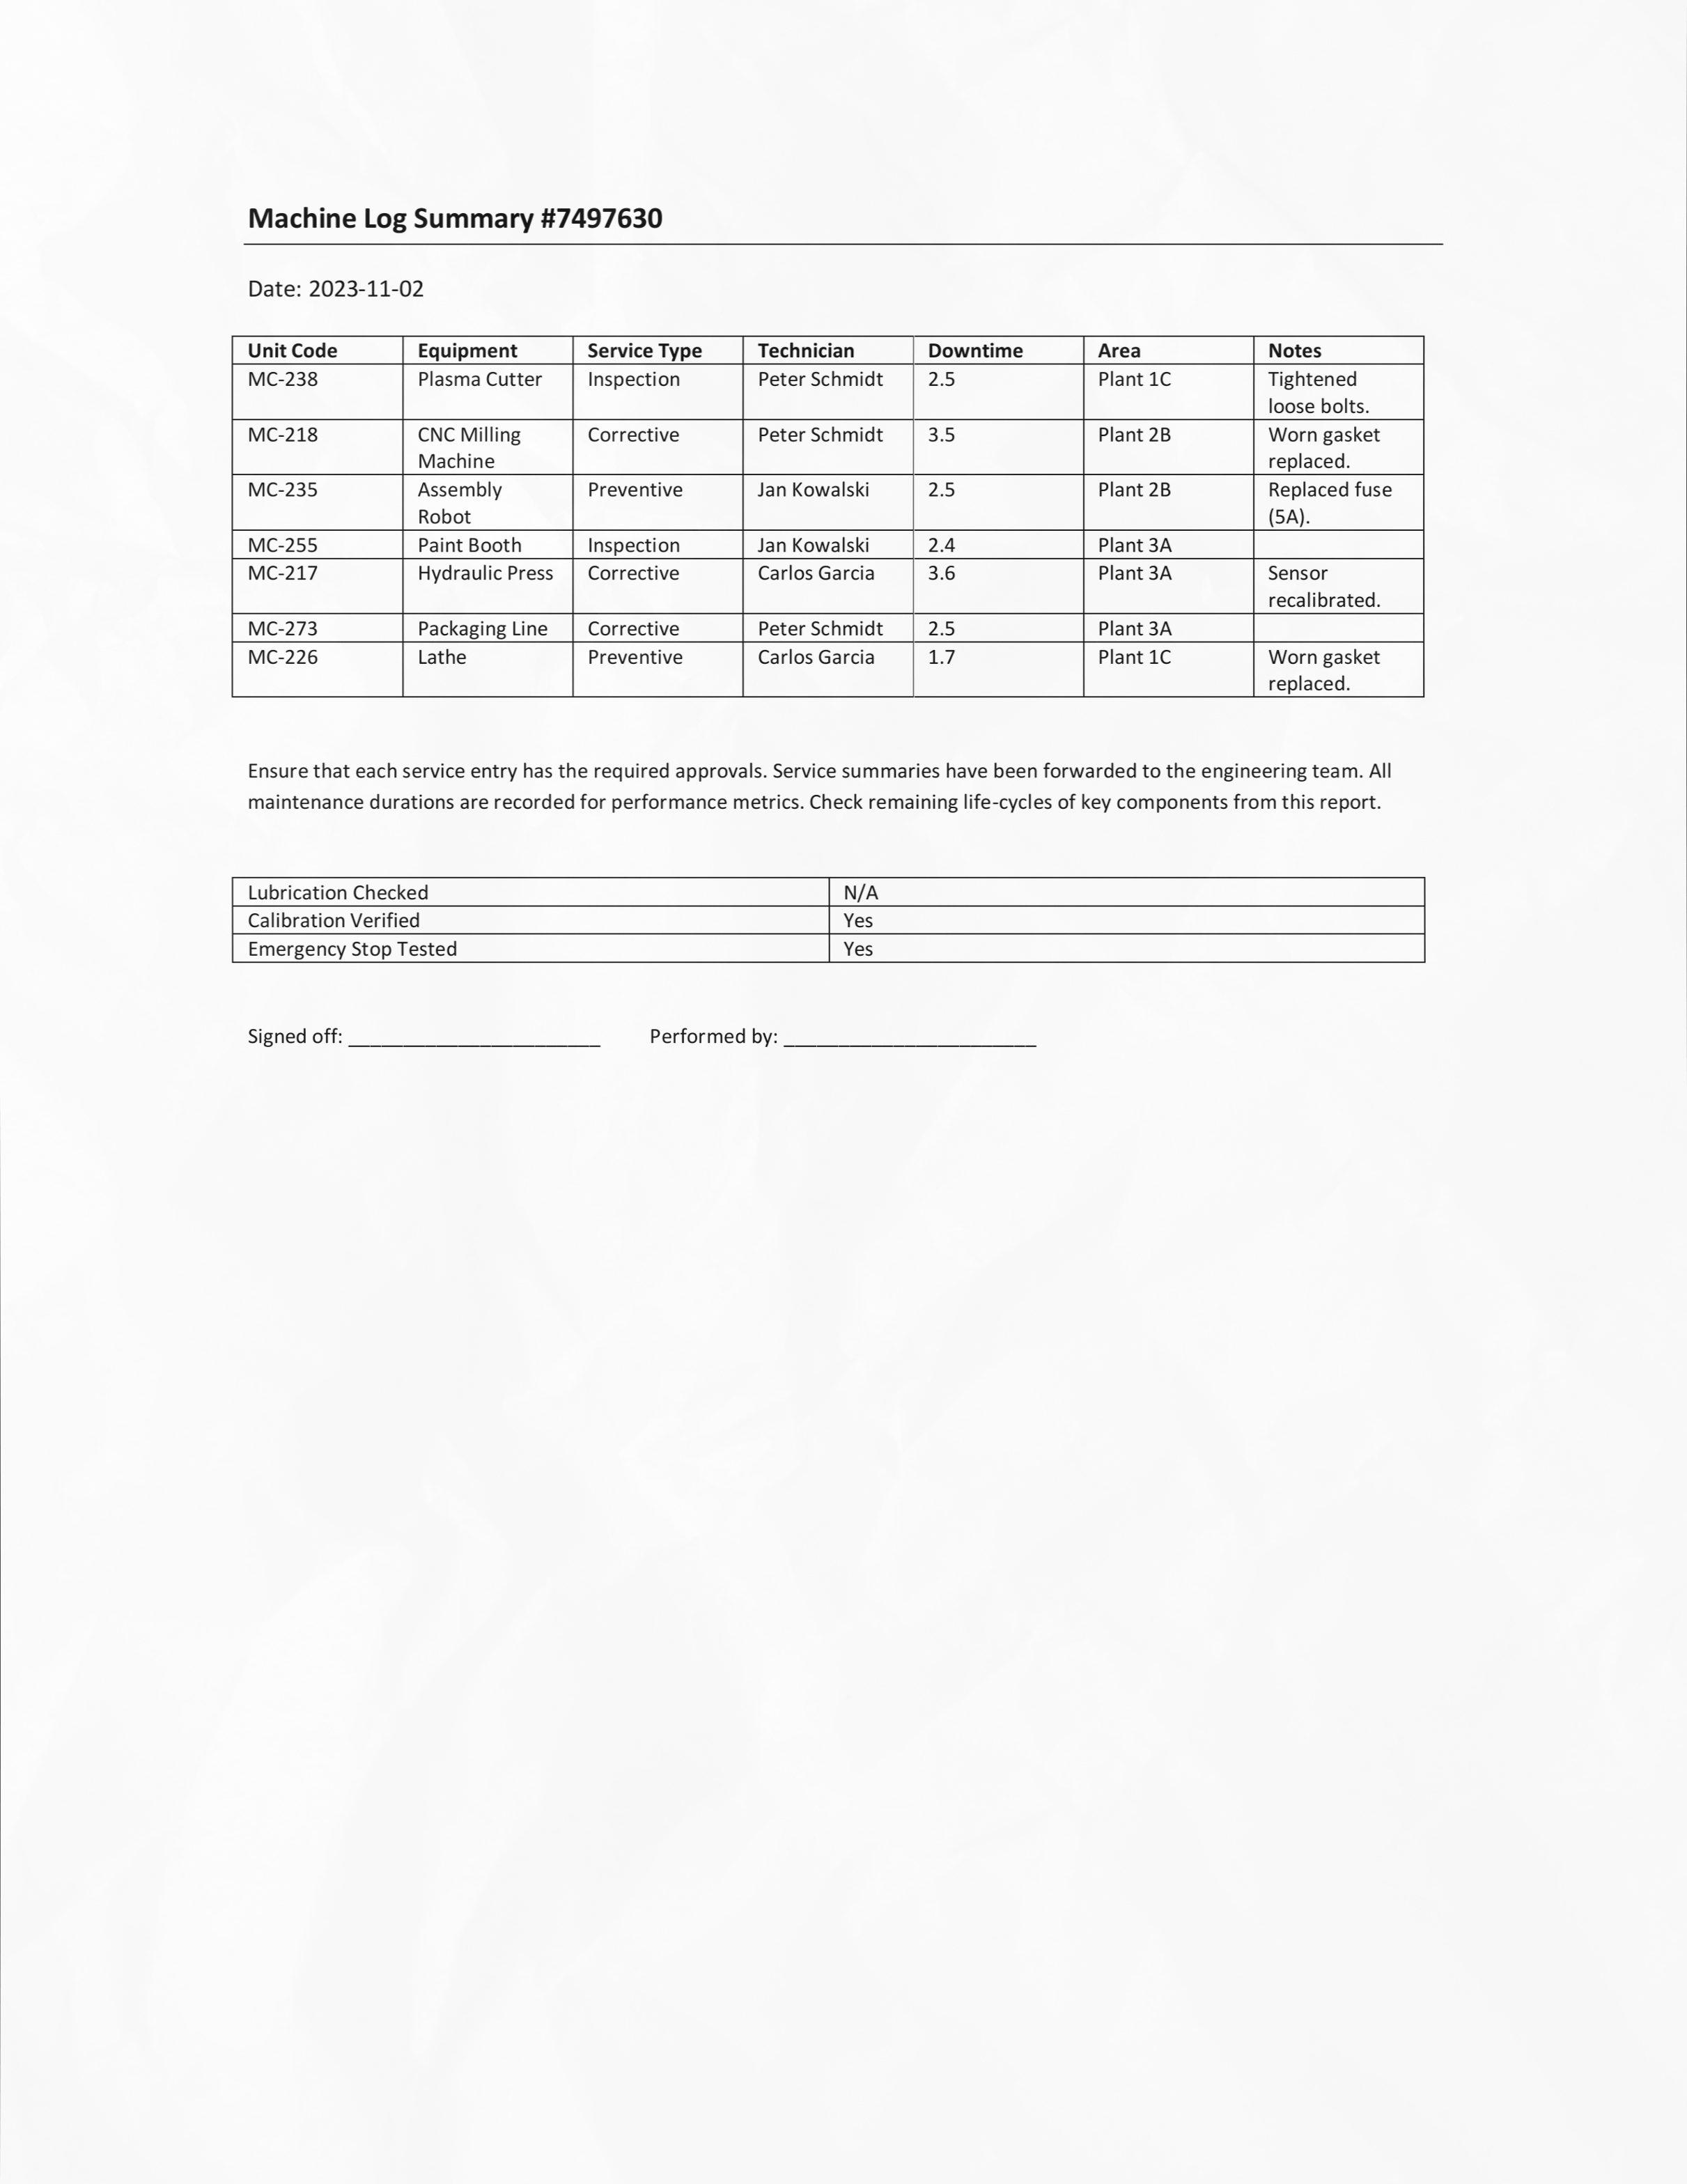 Machine Log Summary #7497630
Date: 2023-11-02
Unit Code Equipment Service Type Technician Downtime Area Notes
MC-238 Plasma Cutter Inspection Peter Schmidt 2.5 Plant 1C Tightened
loose bolts.
MC-218 CNC Milling Corrective Peter Schmidt 3.5 Plant 2B Worn gasket
Machine replaced.
MC-235 Assembly Preventive Jan Kowalski 2.5 Plant 2B Replaced fuse
Robot (5A).
MC-255 Paint Booth Inspection Jan Kowalski 2.4 Plant 3A
MC-217 Hydraulic Press Corrective Carlos Garcia 3.6 Plant 3A Sensor
recalibrated.
MC-273 Packaging Line Corrective Peter Schmidt 2.5 Plant 3A
MC-226 Lathe Preventive Carlos Garcia 1.7 Plant 1C Worn gasket
replaced.
Ensure that each service entry has the required approvals. Service summaries have been forwarded to the engineering team. All
maintenance durations are recorded for performance metrics. Check remaining life-cycles of key components from this report.
Lubrication Checked N/A
Calibration Verified Yes
Emergency Stop Tested Yes
Signed off: _______________________ Performed by: _______________________